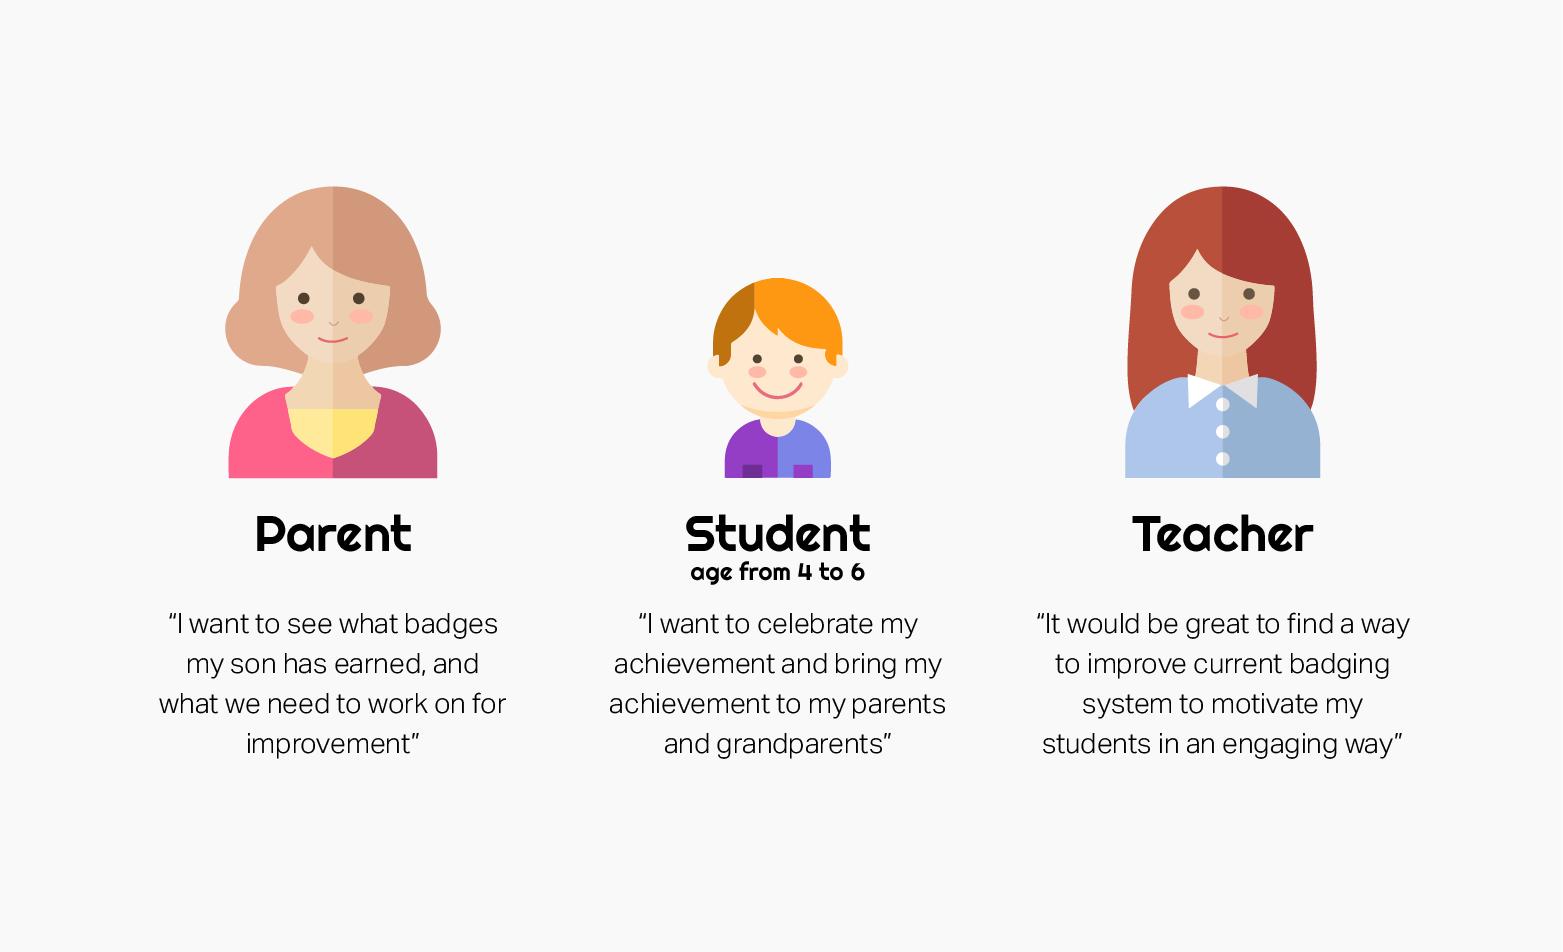 Parent
“I want to see what badges
my son has earned, and
what we need to work on for
improvement”
Student
age from 4 to 6
“I want to celebrate my
achievement and bring my
achievement to my parents
and grandparents”
Teacher
“It would be great to find a way
to improve current badging
system to motivate my
students in an engaging way”